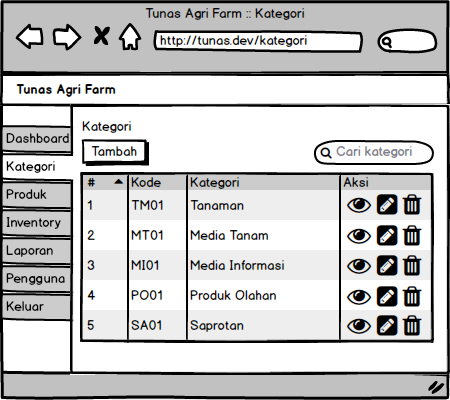 Tunas Agri Farm :: Kategori
http://tunas.dev/kategori
Tunas Agri Farm
Dashboard
Kategori
Produk
Inventory
Laporan
Pengguna
Keluar
Kategori
Tambah
Cari kategori
# Kode Kategori Aksi
1 TM01 Tanaman
2 MT01 Media Tanam
3 MI01 Media Informasi
4 PO01 Produk Olahan
5 SA01 Saprotan